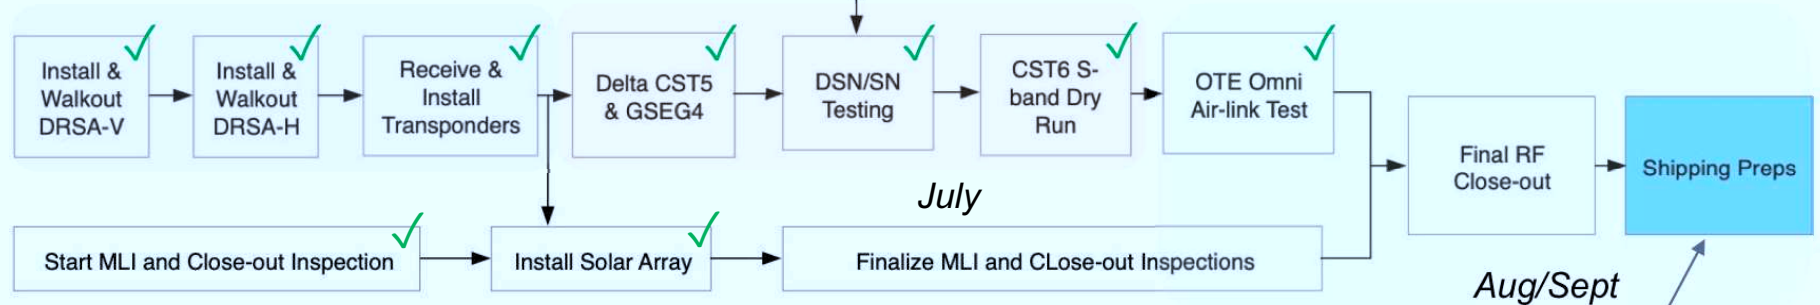 Install &
Walkout
DRSA-V
Install &
Walkout
DRSA-H
Receive &
Install
Transponders
Delta CST5
& GSEG4
DSN/SN
Testing
CST6 S-
band Dry
Run
OTE Omni
Air-link Test
Final RF
Close-out
Shipping Preps
July
Start MLI and Close-out Inspection
Install Solar Array
Finalize MLI and CLose-out Inspections
Aug/Sept